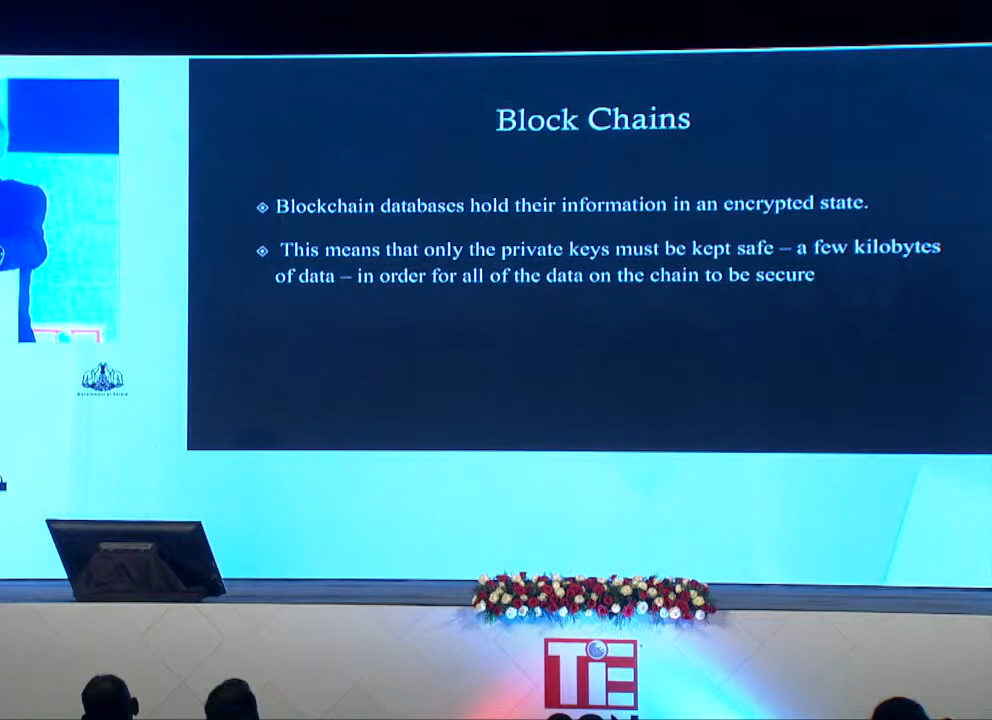 Block Chains
Blockchain databases hold their information in an encrypted state.
This means that only the private keys must be kept safe – a few kilobytes
of data – in order for all of the data on the chain to be secure
TiE